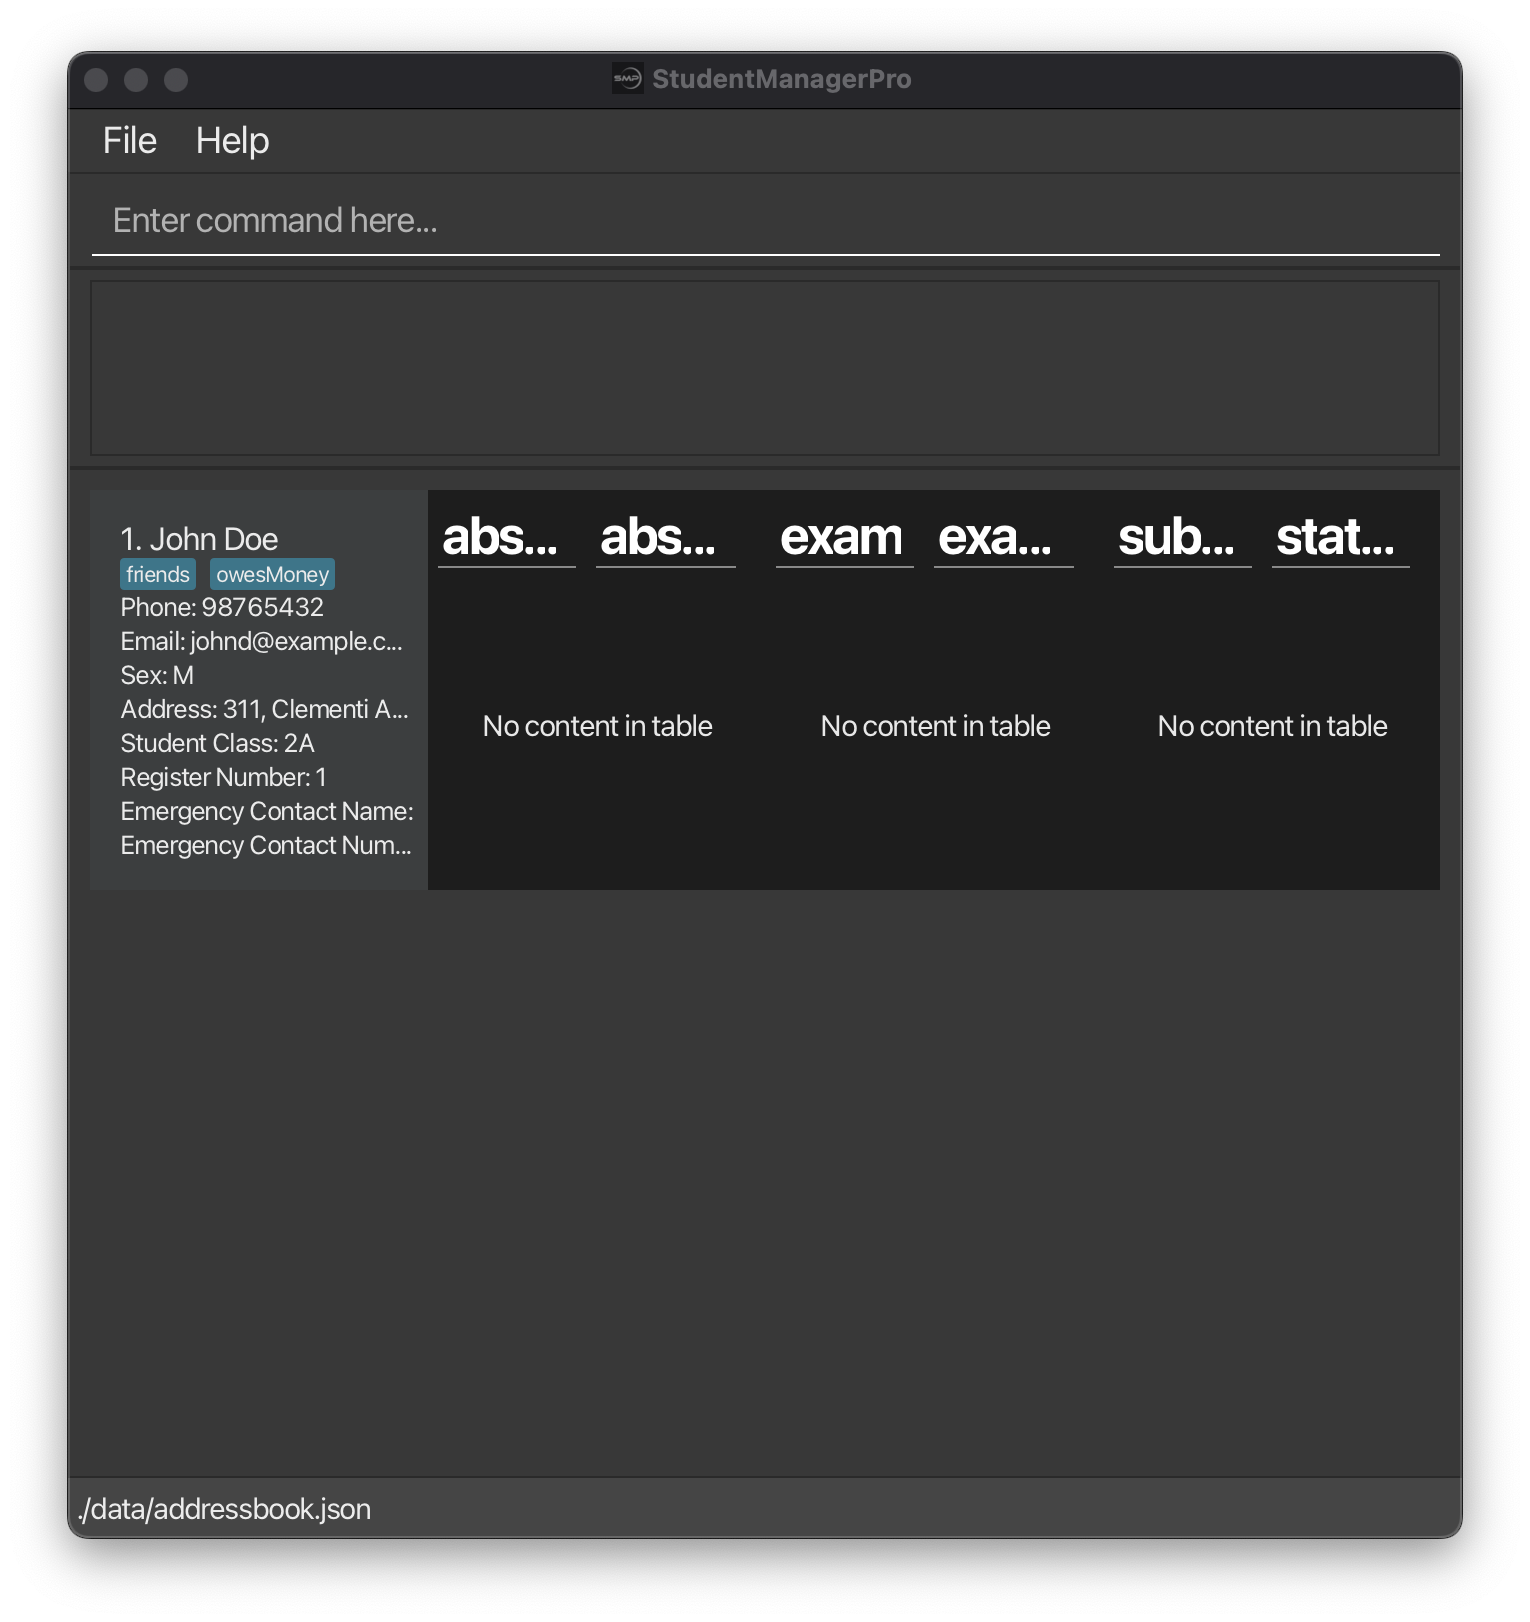 SMP StudentManagerPro
File Help
Enter command here...
1. John Doe
friends owesMoney
Phone: 98765432
Email: johnd@example.c...
Sex: M
Address: 311, Clementi A...
Student Class: 2A
Register Number: 1
Emergency Contact Name:
Emergency Contact Num...
abs... abs... exam exa... sub... stat...
No content in table No content in table No content in table
./data/addressbook.json